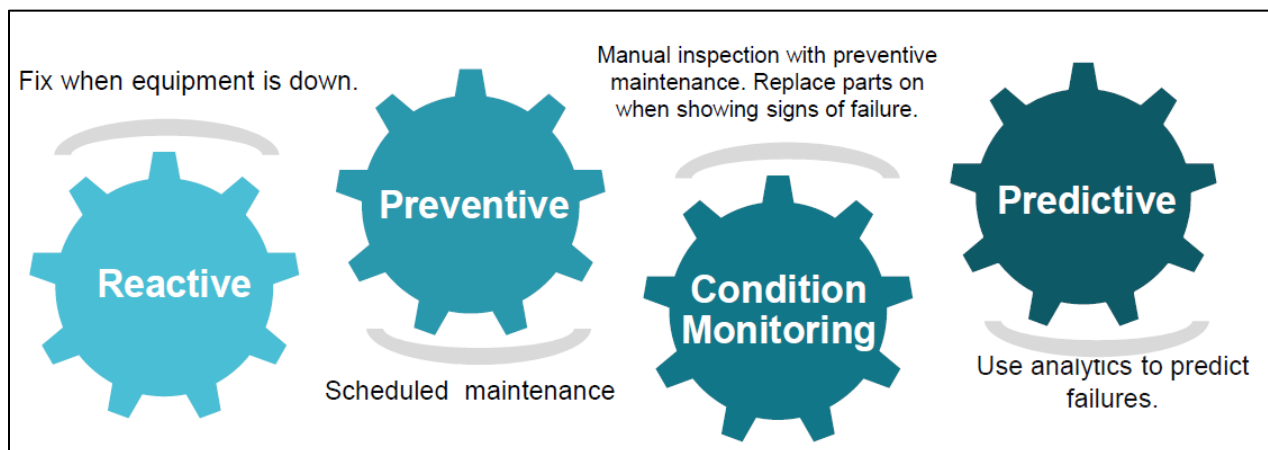 Fix when equipment is down.
Reactive
Preventive
Scheduled maintenance
Manual inspection with preventive
maintenance. Replace parts on
when showing signs of failure.
Condition
Monitoring
Predictive
Use analytics to predict
failures.